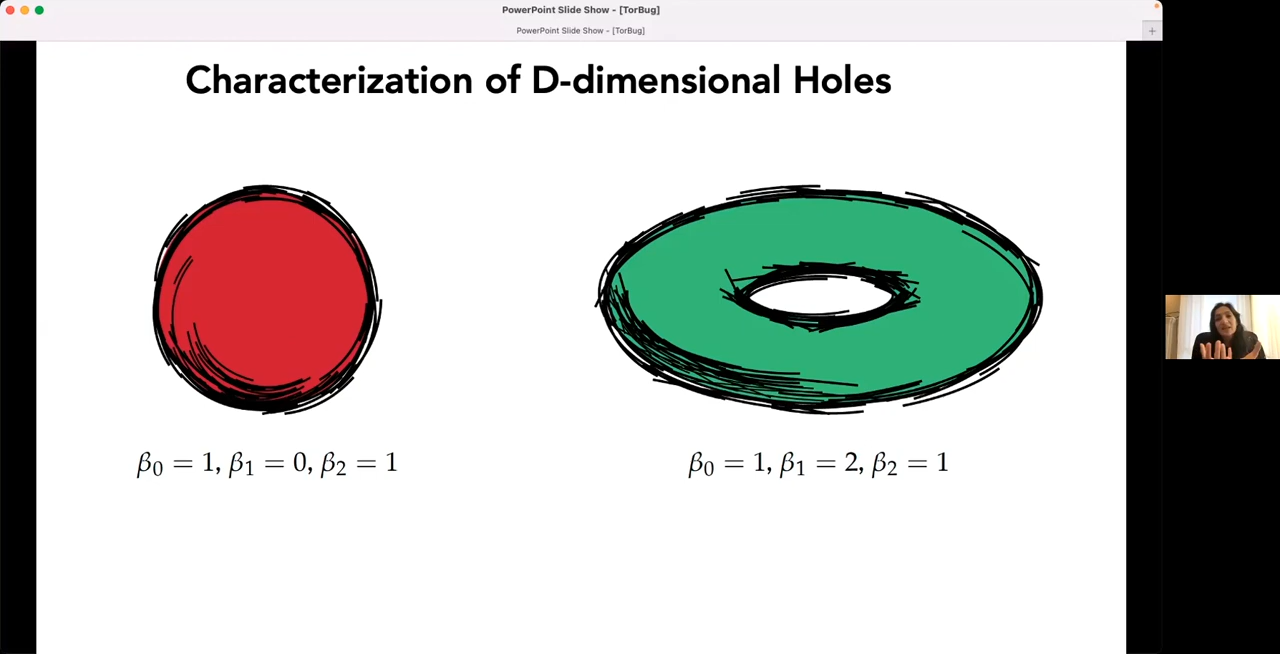 PowerPoint Slide Show - [TorBug]
PowerPoint Slide Show - [TorBug]
+
Characterization of D-dimensional Holes
β₀ = 1, β₁ = 0, β₂ = 1
β₀ = 1, β₁ = 2, β₂ = 1